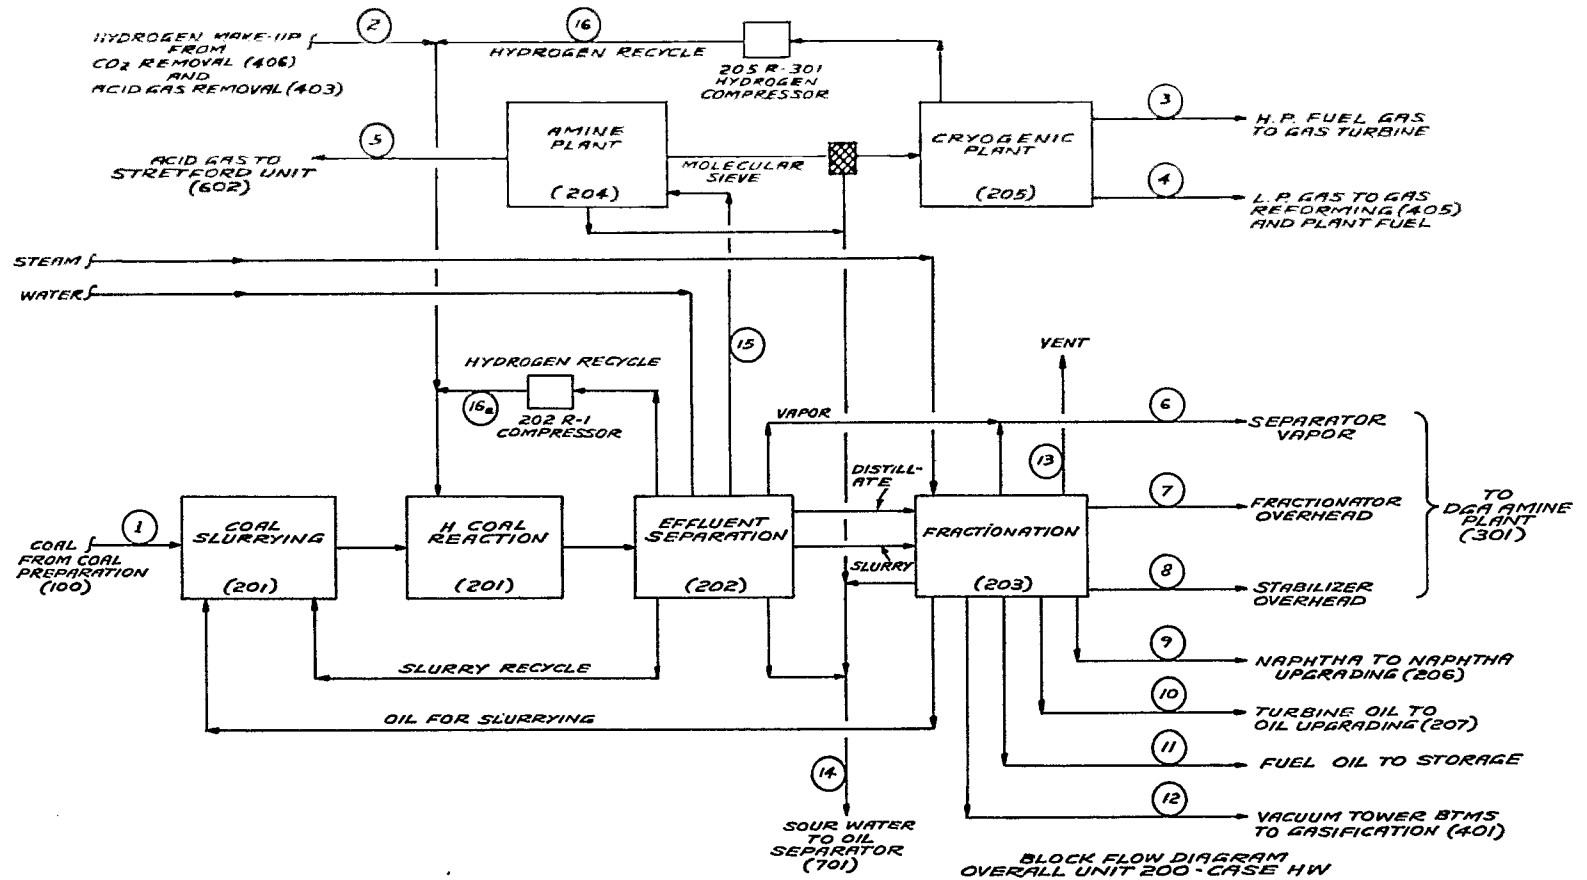 2
HYDROGEN MAKE-UP
FROM
CO2 REMOVAL (406)
AND
ACID GAS REMOVAL (403)
16
HYDROGEN RECYCLE
205 R-301
HYDROGEN
COMPRESSOR
5
ACID GAS TO
STRETFORD UNIT
(602)
AMINE
PLANT
(204)
MOLECULAR
SIEVE
CRYOGENIC
PLANT
(205)
3
H.P. FUEL GAS
TO GAS TURBINE
4
L.P. GAS TO GAS
REFORMING (405)
AND PLANT FUEL
STEAM
WATER
15
HYDROGEN RECYCLE
16a
202 R-1
COMPRESSOR
VENT
13
VAPOR
6
SEPARATOR
VAPOR
DISTILL-
ATE
7
FRACTIONATOR
OVERHEAD
TO
DGA AMINE
PLANT
(301)
1
COAL
FROM COAL
PREPARATION
(100)
COAL
SLURRYING
(201)
H COAL
REACTION
(201)
EFFLUENT
SEPARATION
(202)
SLURRY
FRACTIONATION
(203)
8
STABILIZER
OVERHEAD
SLURRY RECYCLE
9
NAPHTHA TO NAPHTHA
UPGRADING (206)
OIL FOR SLURRYING
10
TURBINE OIL TO
OIL UPGRADING (207)
11
FUEL OIL TO STORAGE
14
12
VACUUM TOWER BTMS
TO GASIFICATION (401)
SOUR WATER
TO OIL
SEPARATOR
(701)
BLOCK FLOW DIAGRAM
OVERALL UNIT 200 - CASE HW